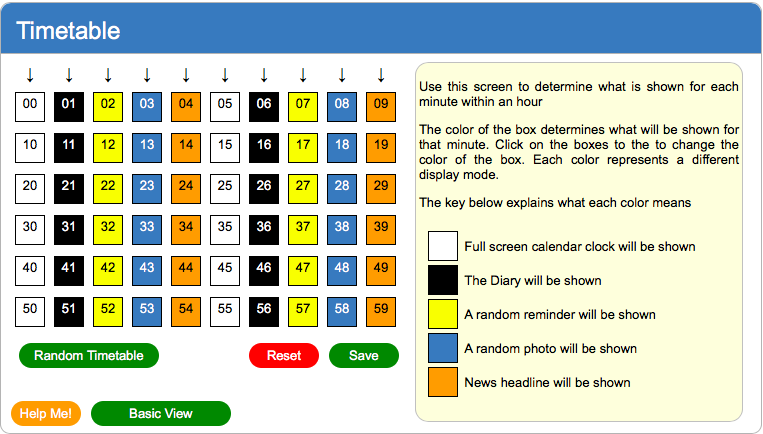 Timetable
↓ ↓ ↓ ↓ ↓ ↓ ↓ ↓ ↓ ↓
00 01 02 03 04 05 06 07 08 09
10 11 12 13 14 15 16 17 18 19
20 21 22 23 24 25 26 27 28 29
30 31 32 33 34 35 36 37 38 39
40 41 42 43 44 45 46 47 48 49
50 51 52 53 54 55 56 57 58 59
Random Timetable Reset Save
Help Me! Basic View
Use this screen to determine what is shown for each
minute within an hour
The color of the box determines what will be shown for
that minute. Click on the boxes to the to change the
color of the box. Each color represents a different
display mode.
The key below explains what each color means
Full screen calendar clock will be shown
The Diary will be shown
A random reminder will be shown
A random photo will be shown
News headline will be shown